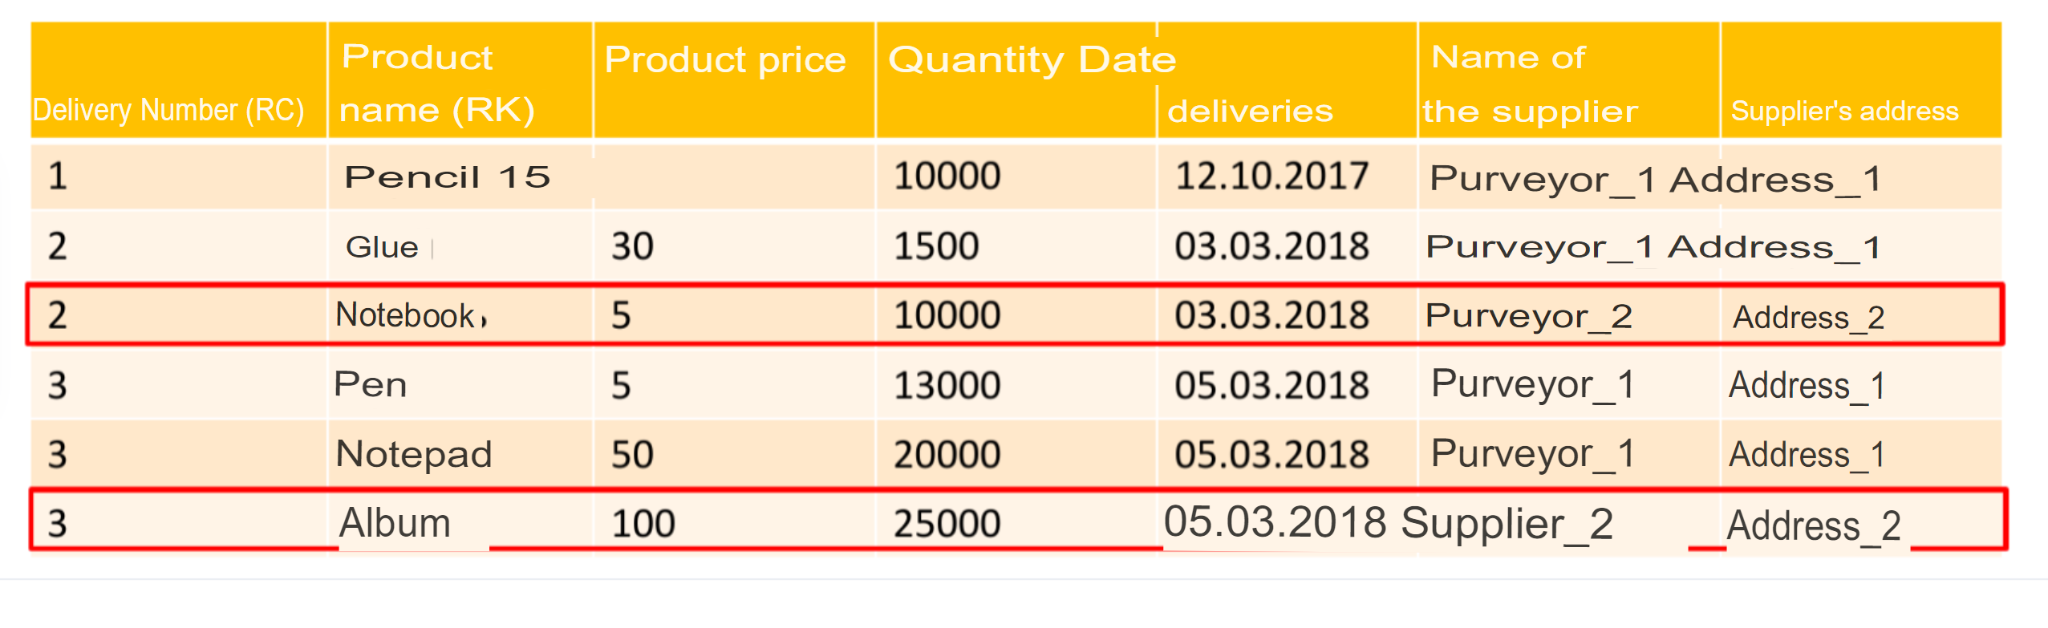 Delivery Number (RC) Product name (RK) Product price Quantity Date deliveries Name of the supplier Supplier's address
1 Pencil 15 10000 12.10.2017 Purveyor_1 Address_1
2 Glue 30 1500 03.03.2018 Purveyor_1 Address_1
2 Notebook 5 10000 03.03.2018 Purveyor_2 Address_2
3 Pen 5 13000 05.03.2018 Purveyor_1 Address_1
3 Notepad 50 20000 05.03.2018 Purveyor_1 Address_1
3 Album 100 25000 05.03.2018 Supplier_2 Address_2